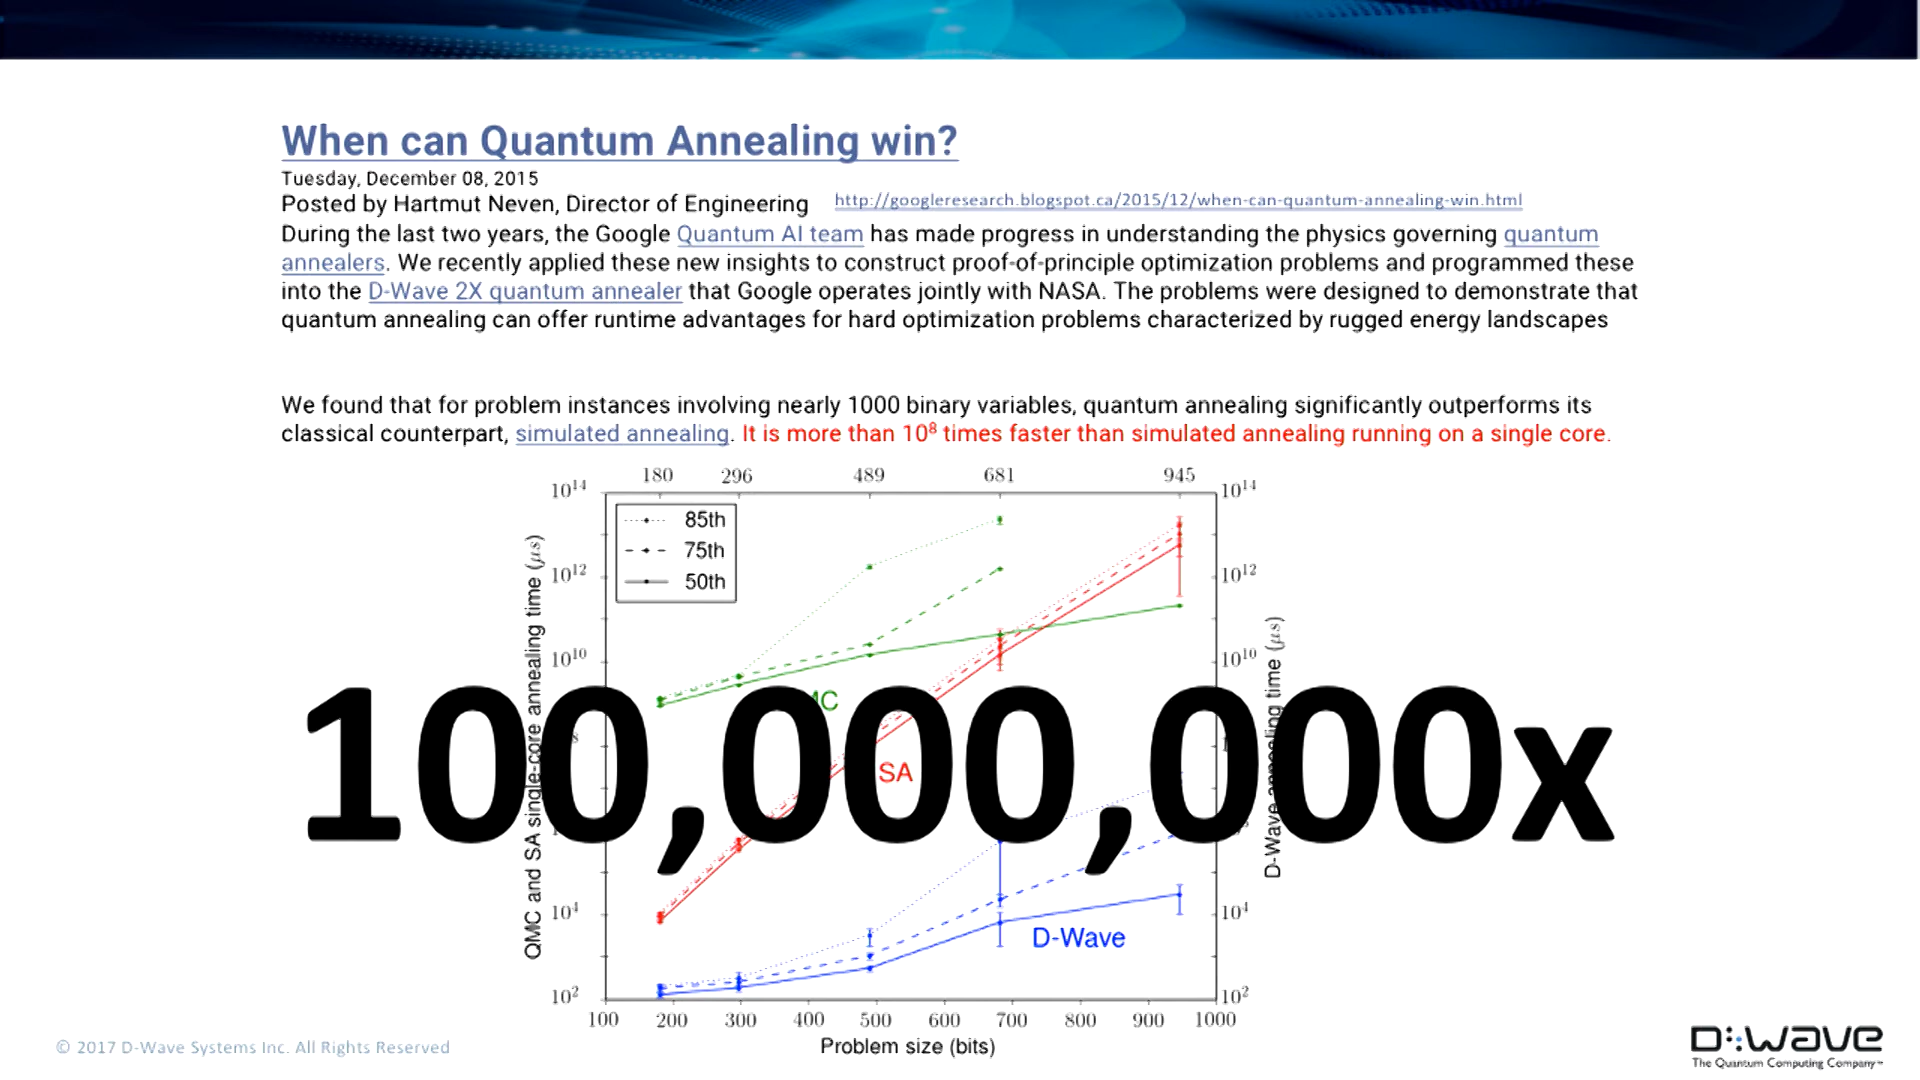 When can Quantum Annealing win?
Tuesday, December 08, 2015
Posted by Hartmut Neven, Director of Engineering http://googleresearch.blogspot.ca/2015/12/when-can-quantum-annealing-win.html
During the last two years, the Google Quantum AI team has made progress in understanding the physics governing quantum
annealers. We recently applied these new insights to construct proof-of-principle optimization problems and programmed these
into the D-Wave 2X quantum annealer that Google operates jointly with NASA. The problems were designed to demonstrate that
quantum annealing can offer runtime advantages for hard optimization problems characterized by rugged energy landscapes
We found that for problem instances involving nearly 1000 binary variables, quantum annealing significantly outperforms its
classical counterpart, simulated annealing. It is more than 10⁸ times faster than simulated annealing running on a single core.
180 296 489 681 945
10¹⁴ 10¹⁴
85th
75th
50th
10¹² 10¹²
10¹⁰ 10¹⁰
QMC and SA single-core annealing time (μs)
D-Wave annealing time (μs)
100,000,000x
SA
10⁴ 10⁴
D-Wave
10² 10²
100 200 300 400 500 600 700 800 900 1000
Problem size (bits)
© 2017 D-Wave Systems Inc. All Rights Reserved
D:wave
The Quantum Computing Company™